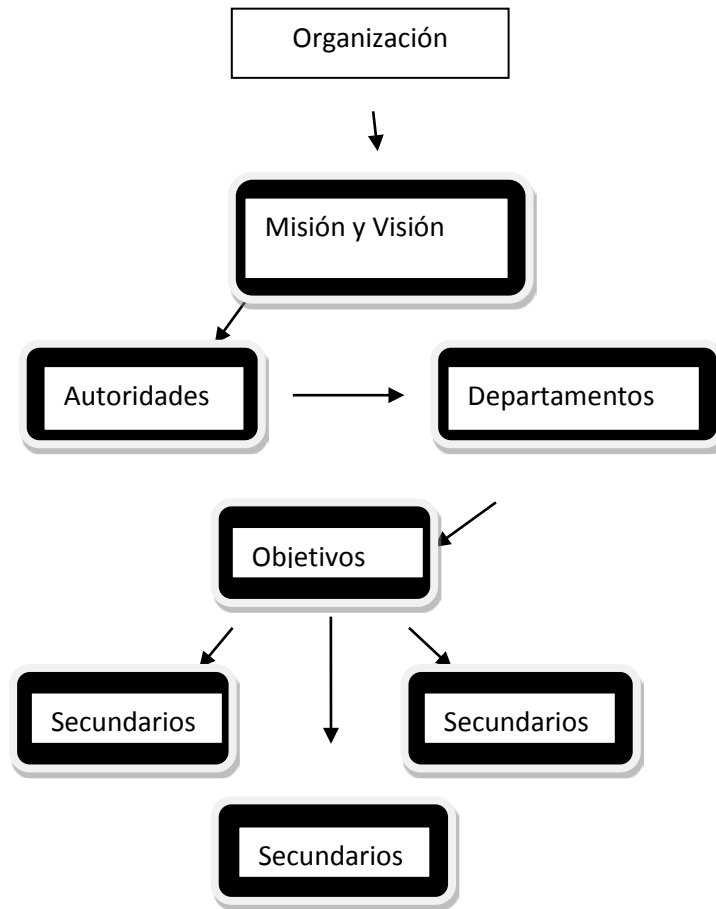 Organización
Misión y Visión
Autoridades
Departamentos
Objetivos
Secundarios
Secundarios
Secundarios